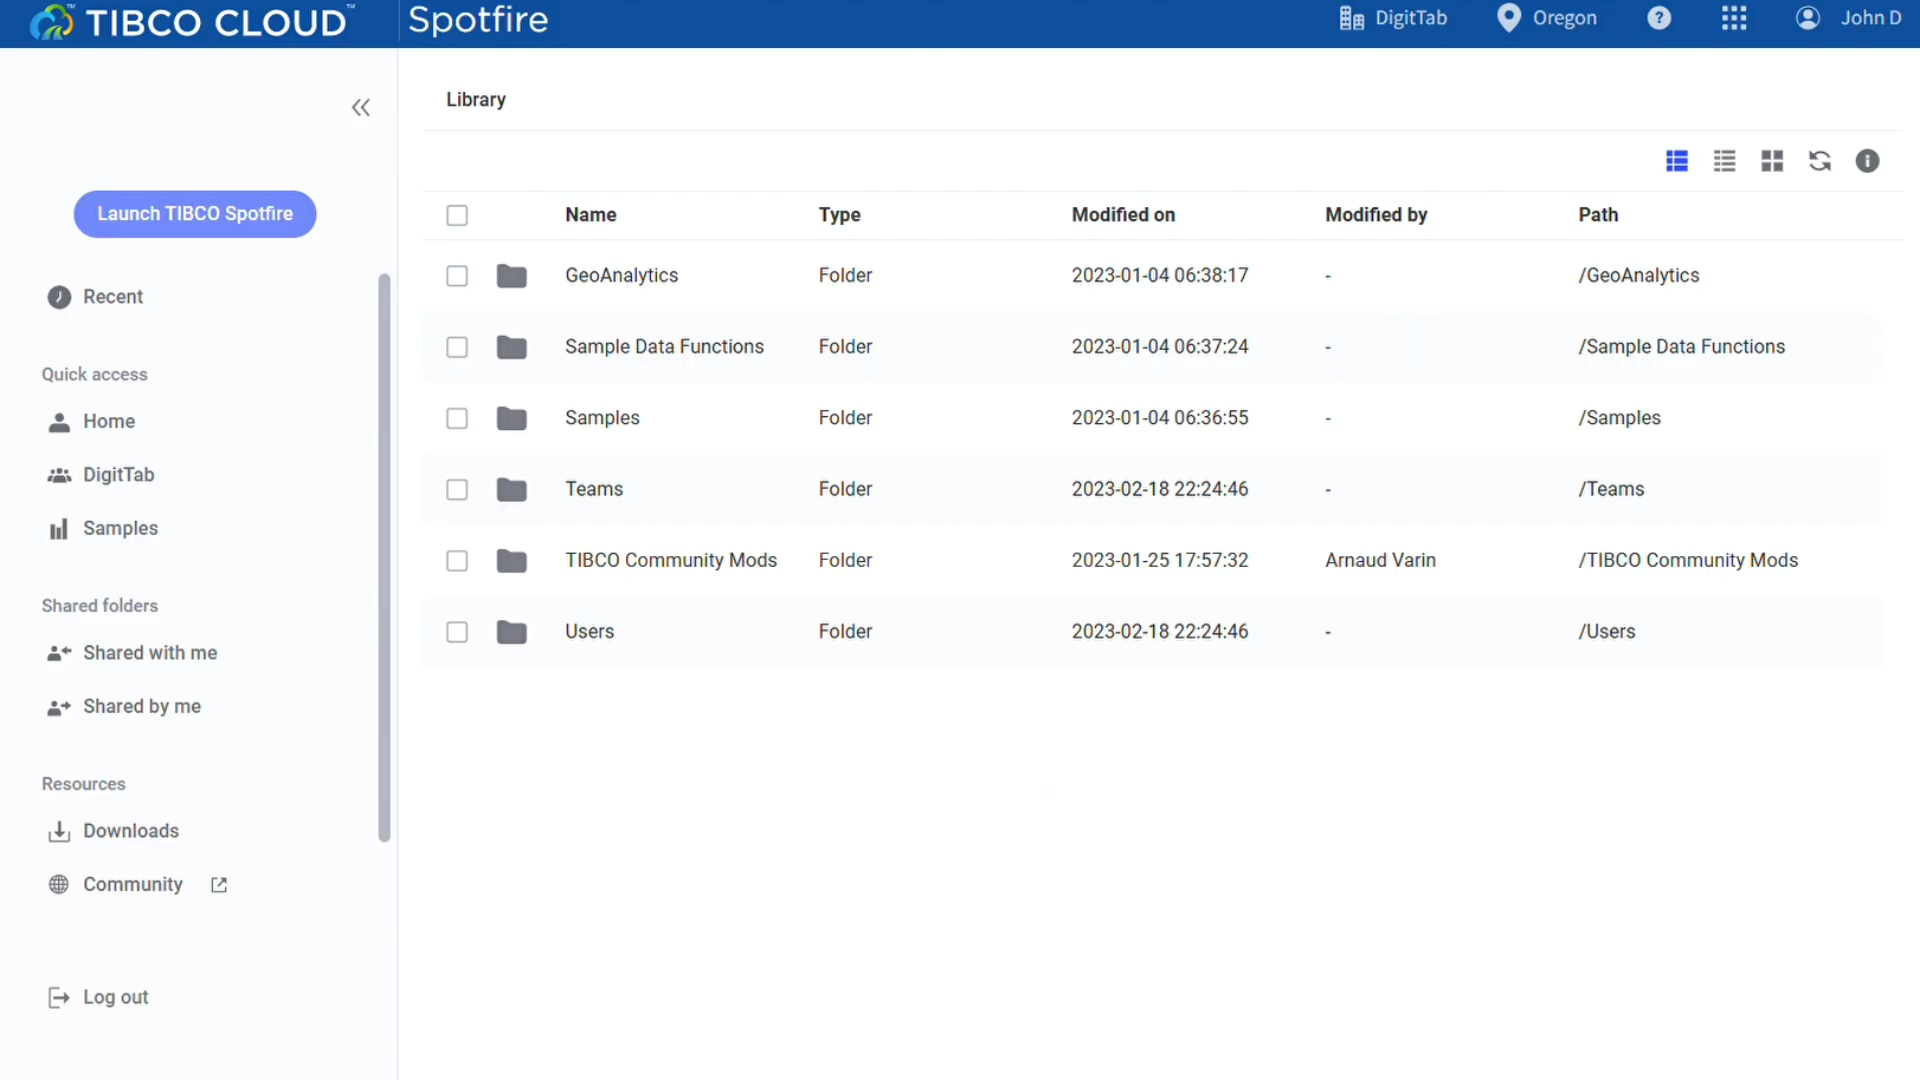 TIBCO CLOUD™ Spotfire DigitTab Oregon ? John D
Library
Launch TIBCO Spotfire
Name Type Modified on Modified by Path
GeoAnalytics Folder 2023-01-04 06:38:17 - /GeoAnalytics
Recent
Sample Data Functions Folder 2023-01-04 06:37:24 - /Sample Data Functions
Quick access
Home
Samples Folder 2023-01-04 06:36:55 - /Samples
DigitTab
Teams Folder 2023-02-18 22:24:46 - /Teams
Samples
TIBCO Community Mods Folder 2023-01-25 17:57:32 Arnaud Varin /TIBCO Community Mods
Shared folders
Users Folder 2023-02-18 22:24:46 - /Users
Shared with me
Shared by me
Resources
Downloads
Community
Log out